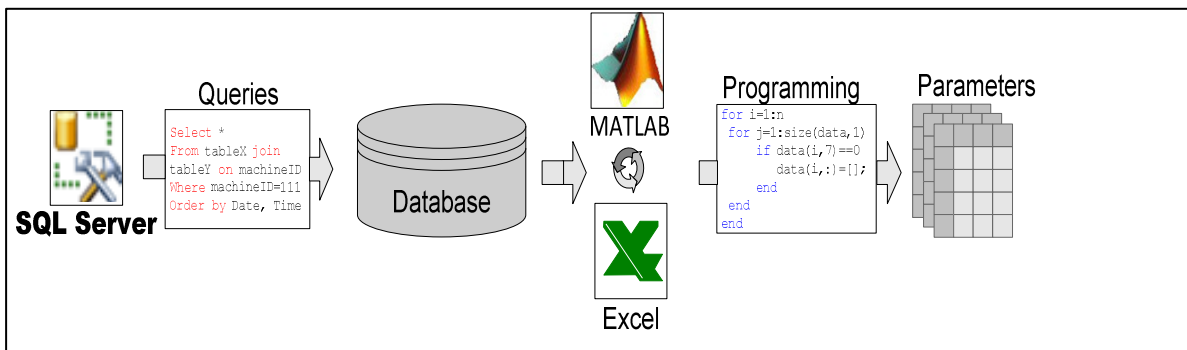 SQL Server
Queries
Select *
From tableX join
tableY on machineID
Where machineID=111
Order by Date, Time
Database
MATLAB
Excel
Programming
for i=1:n
for j=1:size(data,1)
if data(i,7)==0
data(i,:)=[];
end
end
end
Parameters